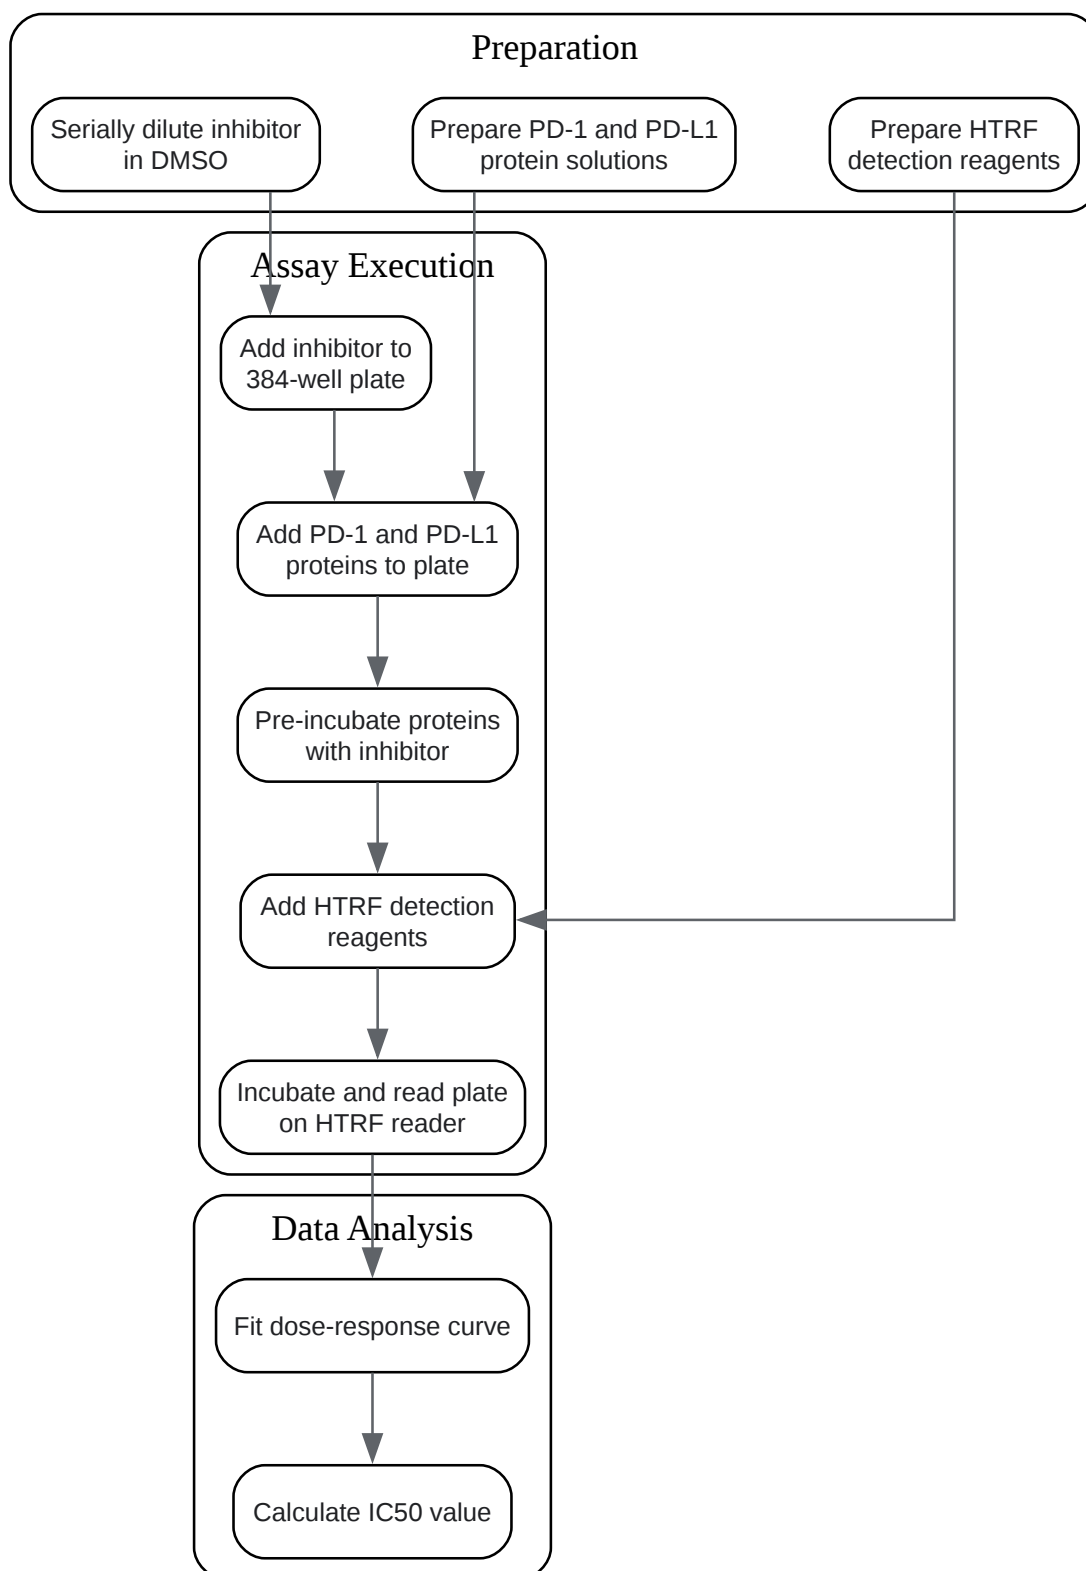 Preparation
Serially dilute inhibitor
in DMSO
Prepare PD-1 and PD-L1
protein solutions
Prepare HTRF
detection reagents
Assay Execution
Add inhibitor to
384-well plate
Add PD-1 and PD-L1
proteins to plate
Pre-incubate proteins
with inhibitor
Add HTRF detection
reagents
Incubate and read plate
on HTRF reader
Data Analysis
Fit dose-response curve
Calculate IC50 value